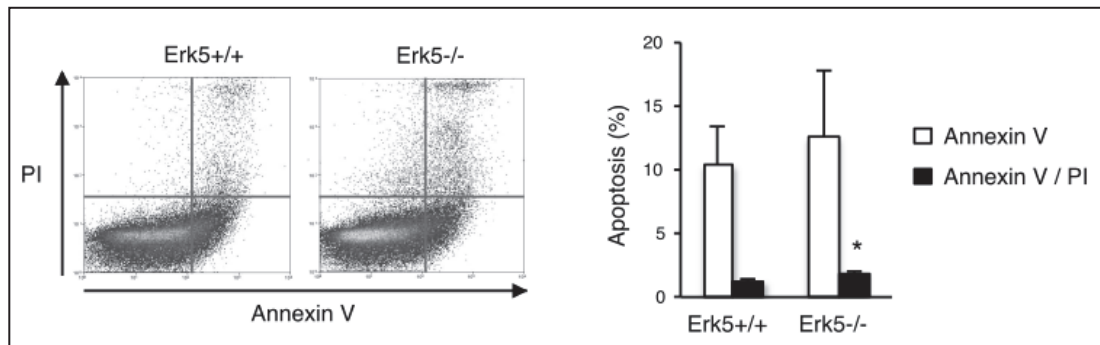 Erk5+/+
Erk5-/-
PI
Annexin V
20
15
10
5
0
Apoptosis (%)
*
Erk5+/+
Erk5-/-
Annexin V
Annexin V / PI